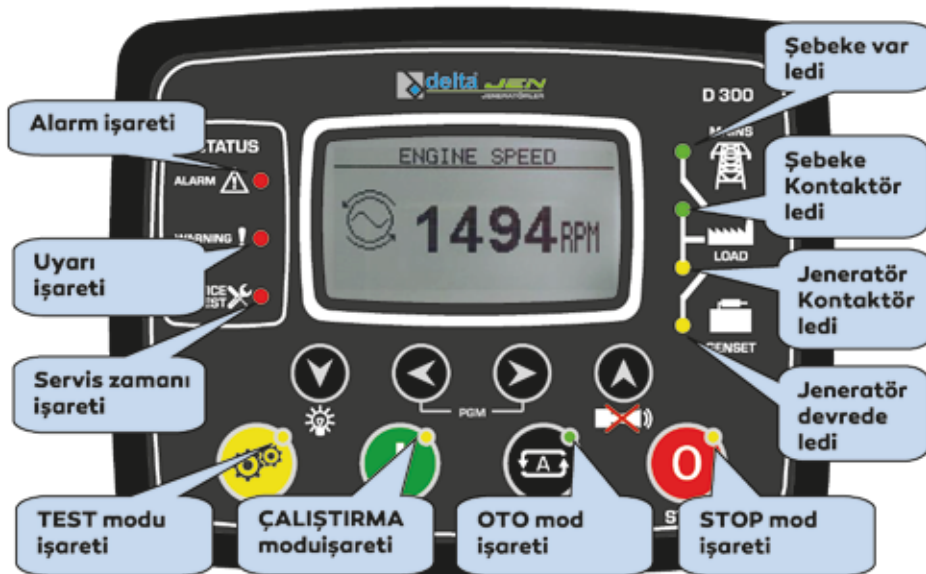 delta JEN
JENERATÖRLER
D 300
Şebeke var
ledi
MAINS
Alarm işareti
STATUS
ALARM
ENGINE SPEED
1494 RPM
Şebeke
Kontaktör
ledi
WARNING
LOAD
Uyarı
işareti
Jeneratör
Kontaktör
ledi
GENSET
Servis zamanı
işareti
Jeneratör
devrede
ledi
PGM
A
TEST modu
işareti
ÇALIŞTIRMA
moduişareti
OTO mod
işareti
STOP mod
işareti